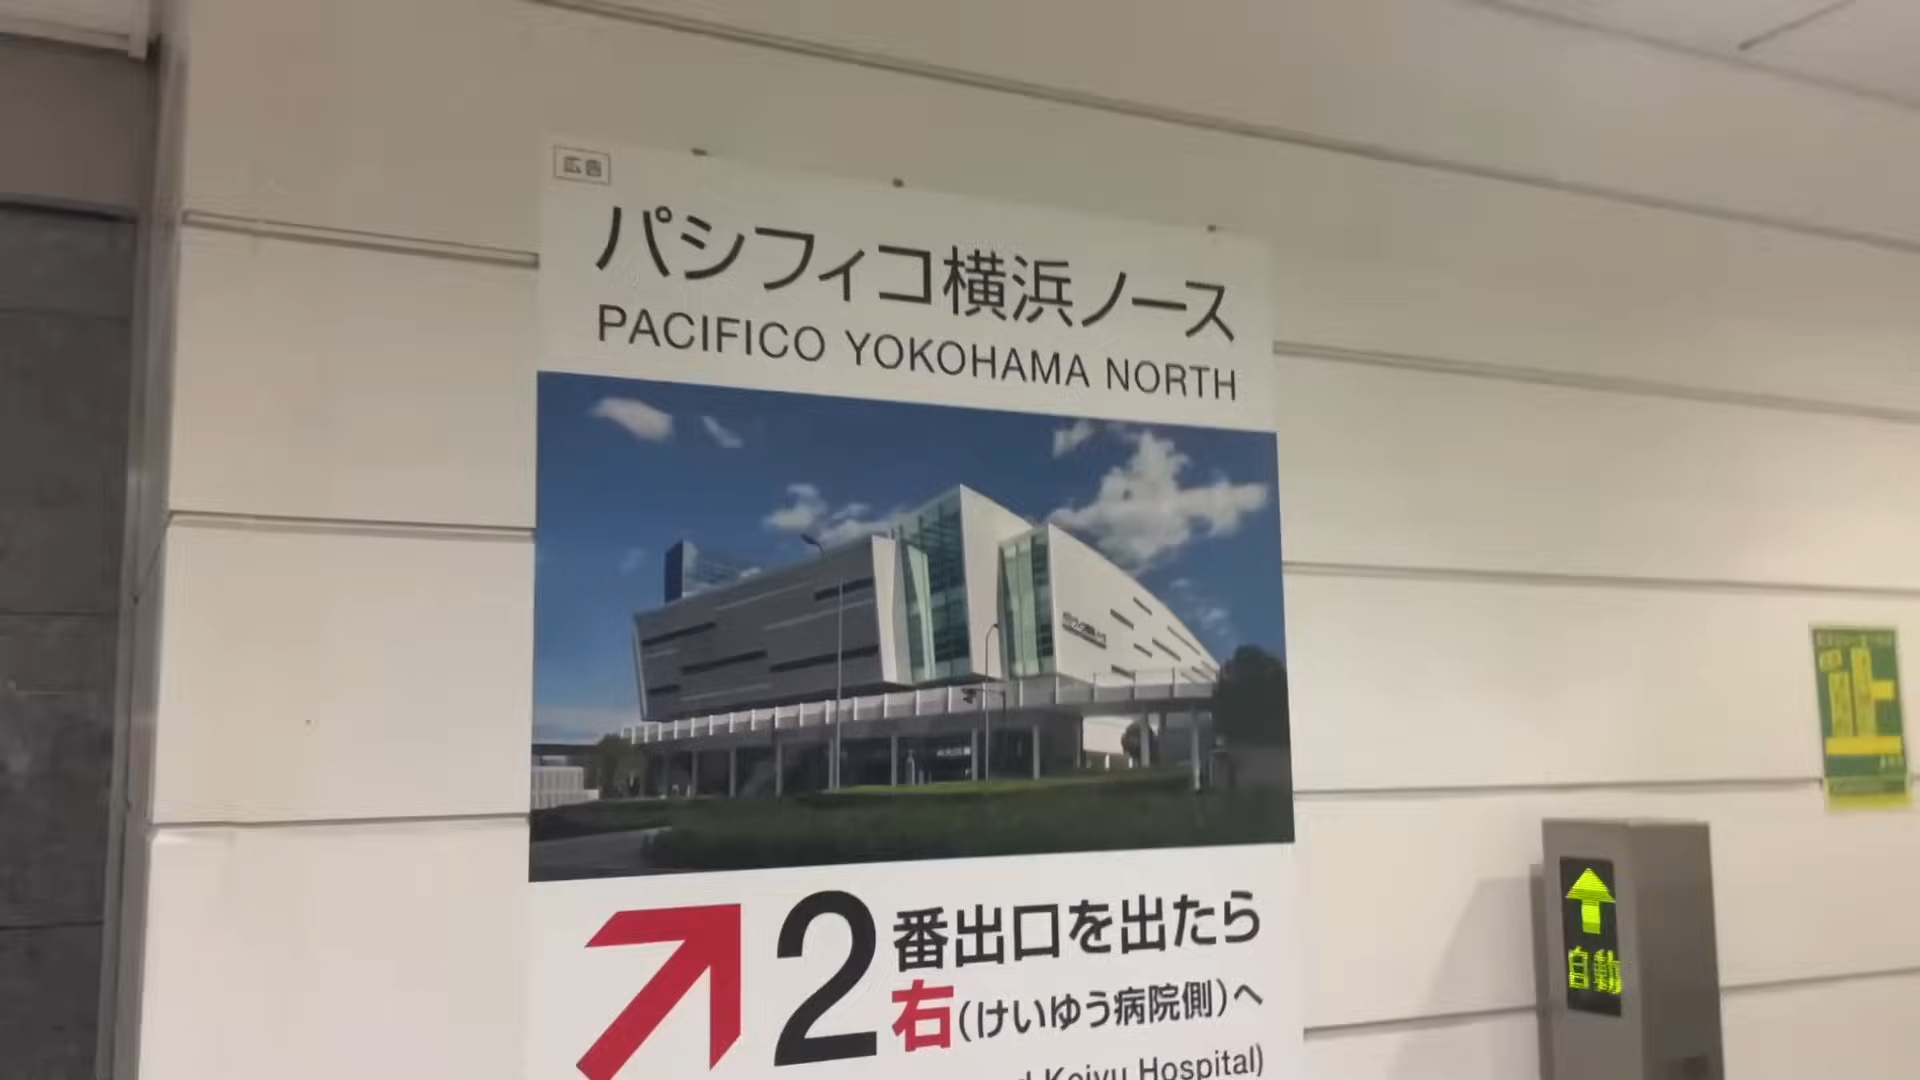 広告
パシフィコ横浜ノース
PACIFICO YOKOHAMA NORTH
2番出口を出たら
右(けいゆう病院側)へ
Keiyu Hospital)
自動